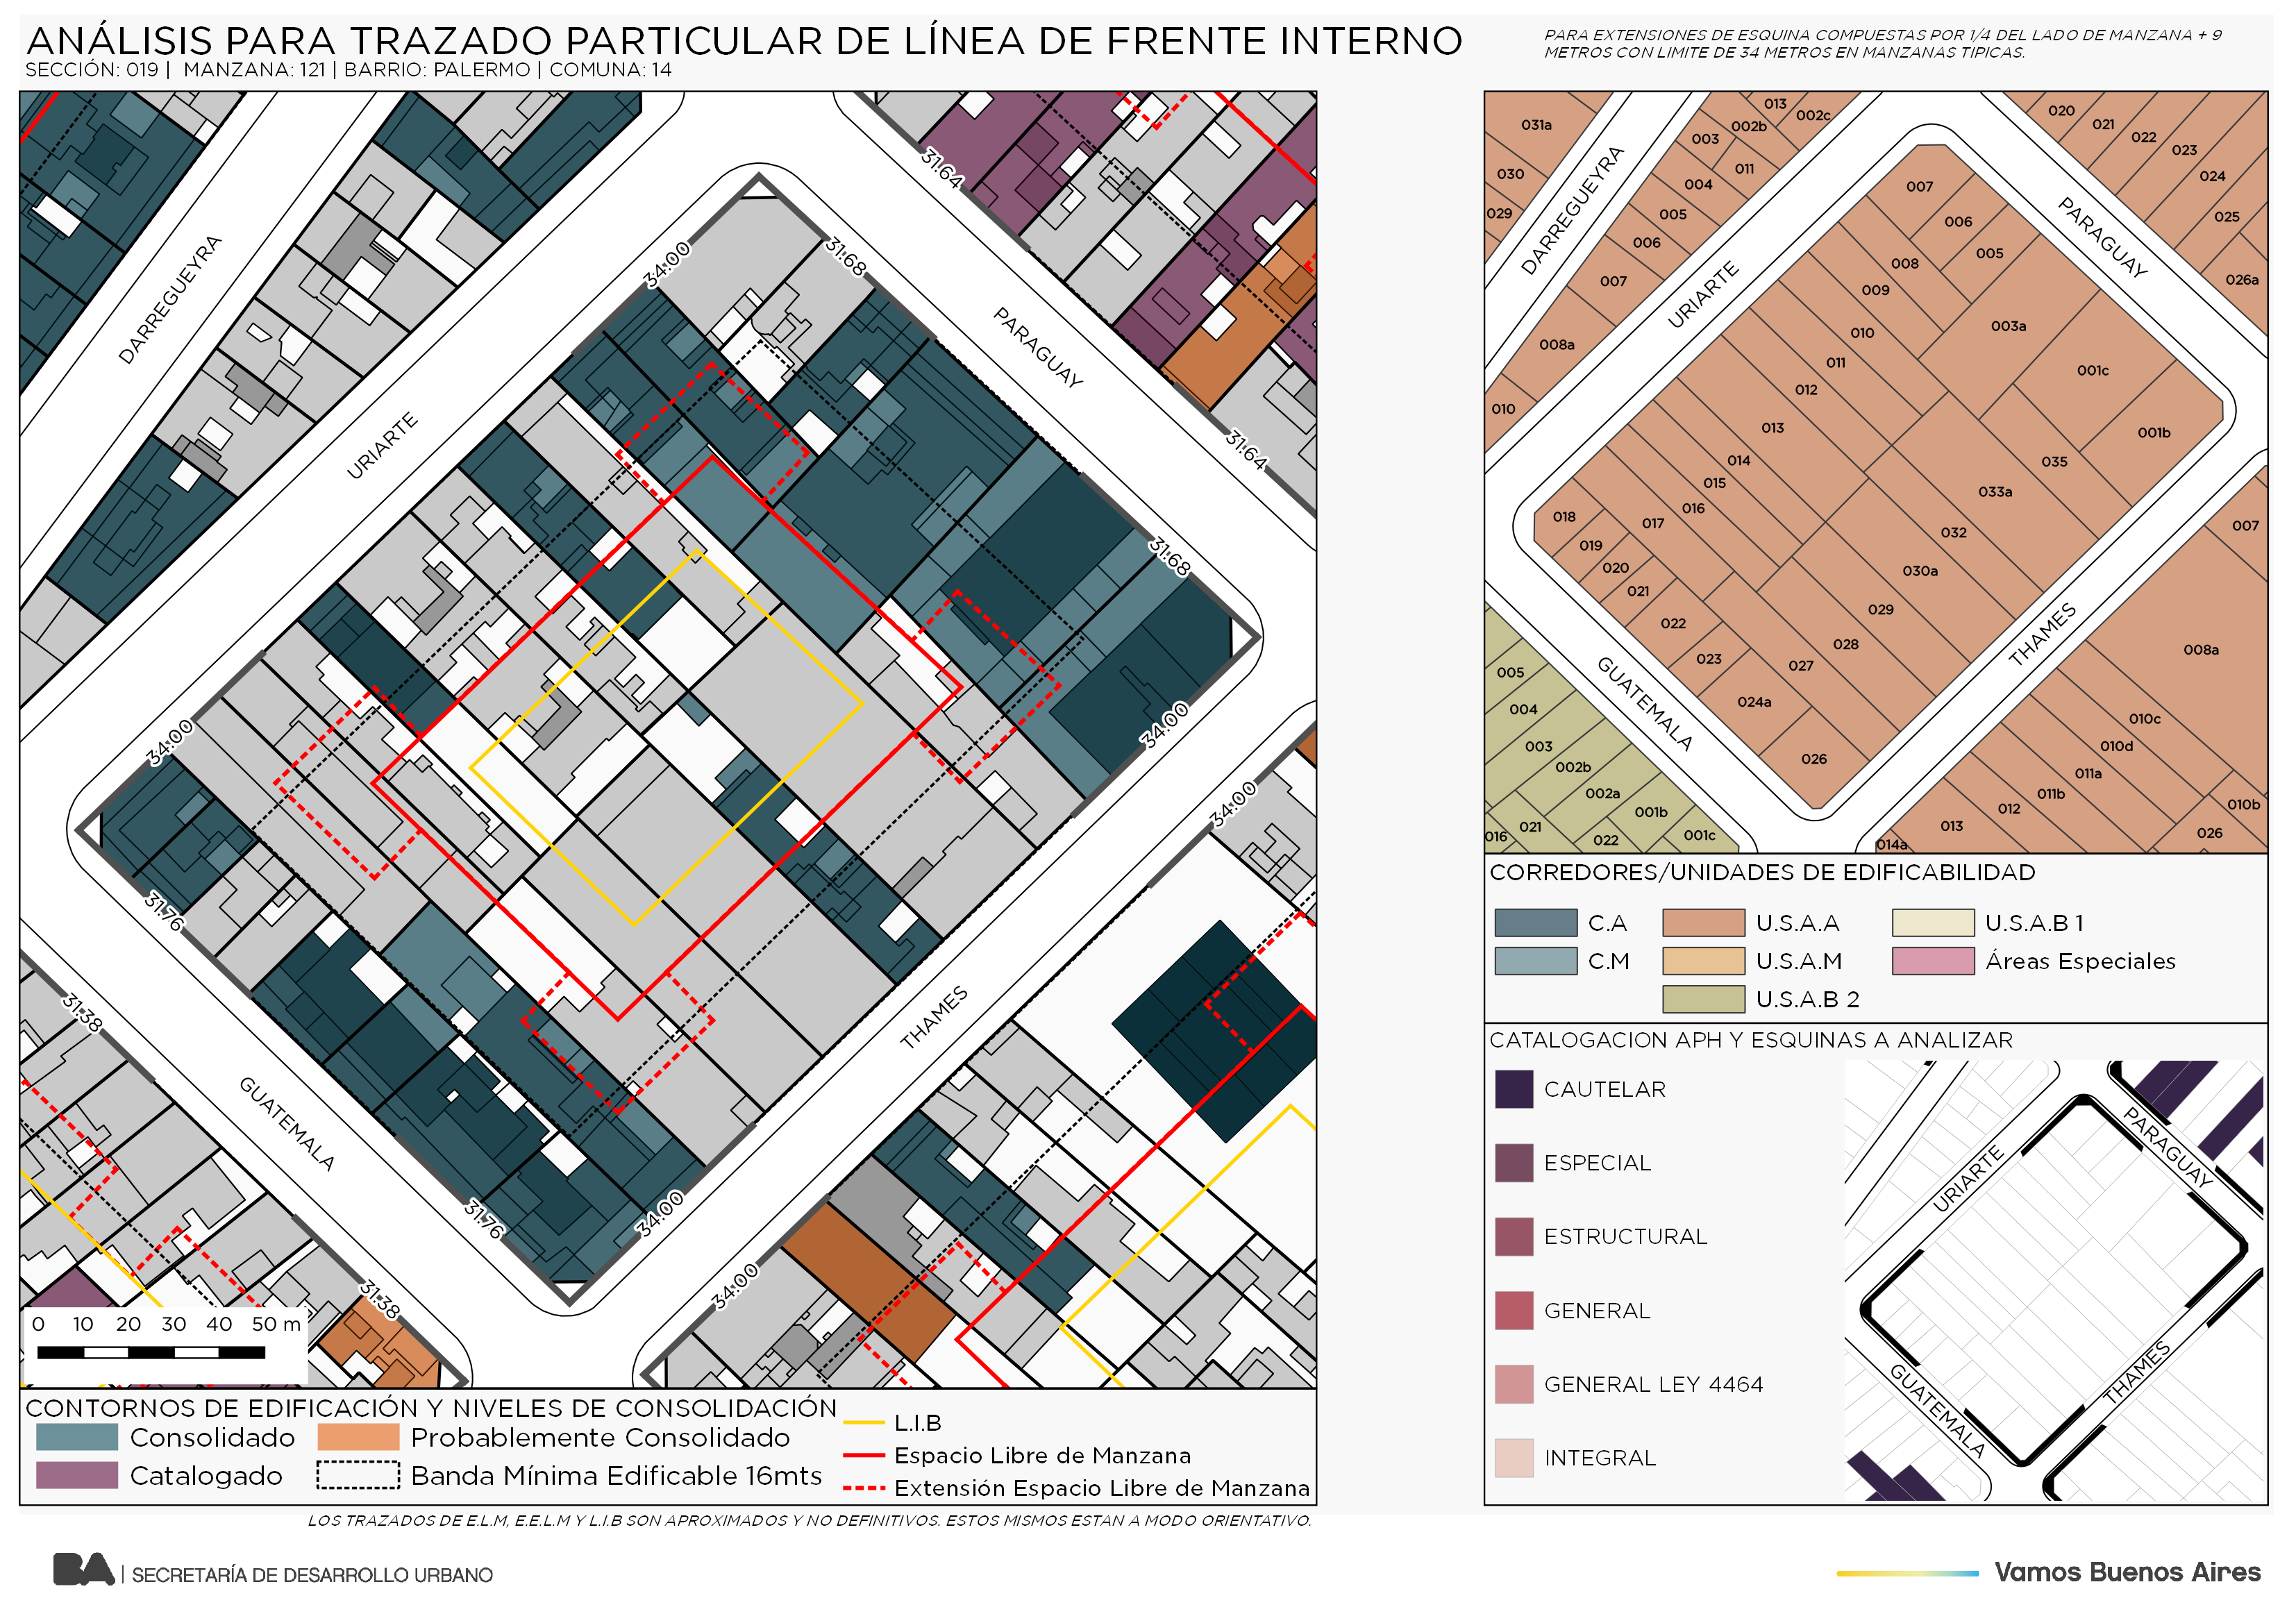 ANÁLISIS PARA TRAZADO PARTICULAR DE LÍNEA DE FRENTE INTERNO
SECCIÓN: 019 | MANZANA: 121 | BARRIO: PALERMO | COMUNA: 14
PARA EXTENSIONES DE ESQUINA COMPUESTAS POR 1/4 DEL LADO DE MANZANA + 9
METROS CON LIMITE DE 34 METROS EN MANZANAS TIPICAS.
31.64
34.00
31.68
DARREGUEYRA
PARAGUAY
URIARTE
31.64
31.68
34.00
34.00
34.00
31.76
31.38
THAMES
GUATEMALA
31.76
34.00
34.00
31.38
0 10 20 30 40 50 m
031a
013
002c
002b
003
011
030
004
029
005
006
007
008a
010
DARREGUEYRA
URIARTE
020
021
022
023
024
025
026a
PARAGUAY
007
006
005
008
009
003a
010
011
001c
012
013
001b
014
035
015
033a
016
018
017
032
019
020
030a
021
029
022
028
023
027
024a
026
007
THAMES
GUATEMALA
008a
005
004
003
002b
002a
001b
021
016
022
001c
010c
010d
011a
011b
012
010b
013
026
014a
CORREDORES/UNIDADES DE EDIFICABILIDAD
C.A
U.S.A.A
U.S.A.B 1
C.M
U.S.A.M
Áreas Especiales
U.S.A.B 2
CATALOGACION APH Y ESQUINAS A ANALIZAR
CAUTELAR
ESPECIAL
ESTRUCTURAL
GENERAL
GENERAL LEY 4464
INTEGRAL
PARAGUAY
URIARTE
THAMES
GUATEMALA
CONTORNOS DE EDIFICACIÓN Y NIVELES DE CONSOLIDACIÓN
Consolidado
Probablemente Consolidado
Catalogado
Banda Mínima Edificable 16mts
L.I.B
Espacio Libre de Manzana
Extensión Espacio Libre de Manzana
LOS TRAZADOS DE E.L.M, E.E.L.M Y L.I.B SON APROXIMADOS Y NO DEFINITIVOS. ESTOS MISMOS ESTAN A MODO ORIENTATIVO.
BA | SECRETARÍA DE DESARROLLO URBANO
Vamos Buenos Aires